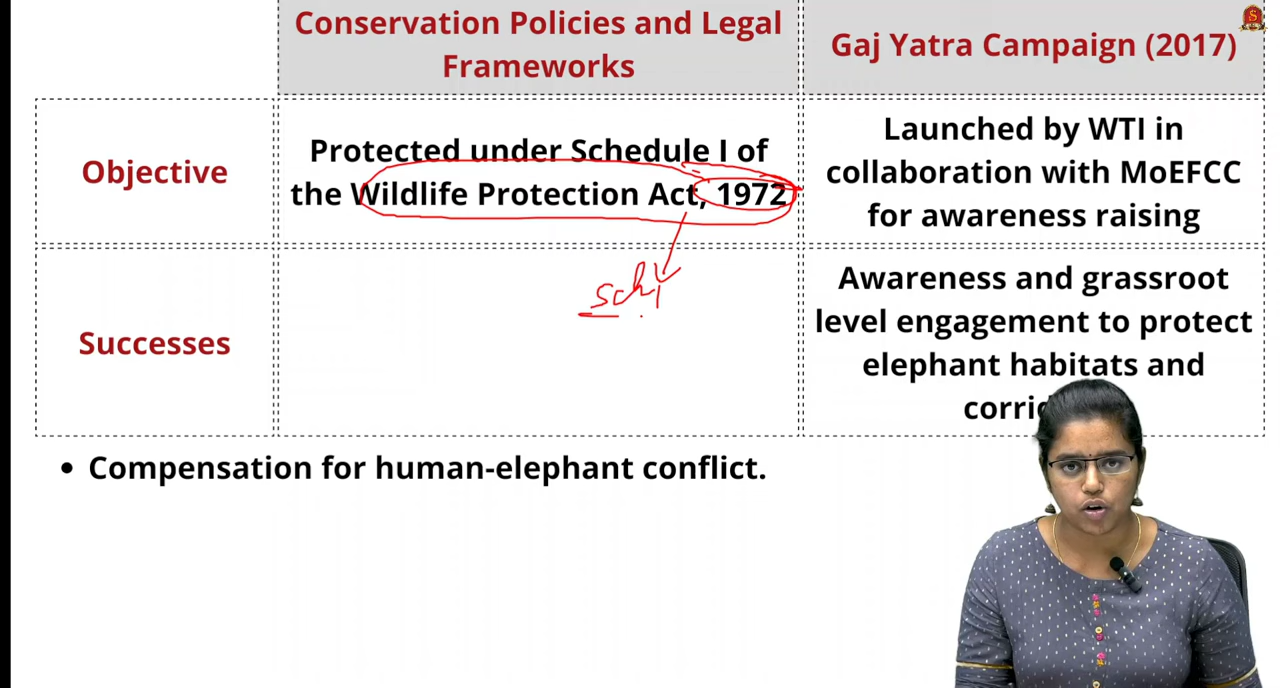 Conservation Policies and Legal
Frameworks
Gaj Yatra Campaign (2017)
Objective
Protected under Schedule I of
the Wildlife Protection Act, 1972
Launched by WTI in
collaboration with MoEFCC
for awareness raising
Successes
sch I
Awareness and grassroot
level engagement to protect
elephant habitats and
• Compensation for human-elephant conflict.